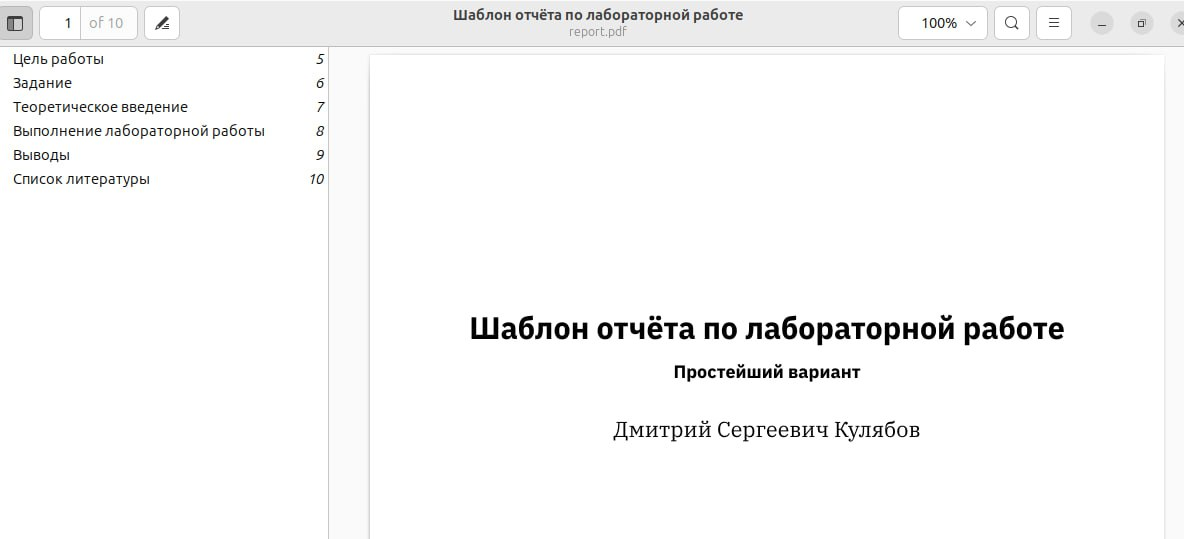 Шаблон отчёта по лабораторной работе
report.pdf
1 of 10
100%
Цель работы 5
Задание 6
Теоретическое введение 7
Выполнение лабораторной работы 8
Выводы 9
Список литературы 10
Шаблон отчёта по лабораторной работе
Простейший вариант
Дмитрий Сергеевич Кулябов